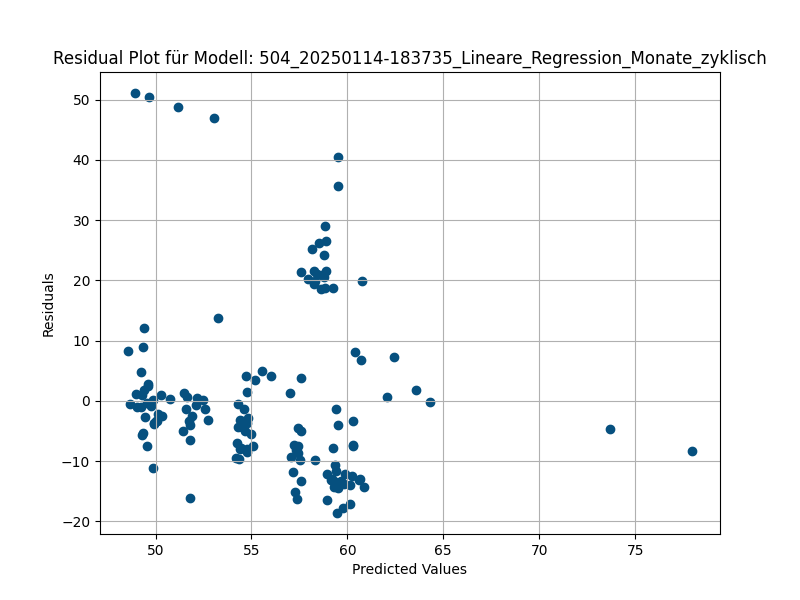 Residual Plot für Modell: 504_20250114-183735_Lineare_Regression_Monate_zyklisch
Residuals
50
40
30
20
10
0
−10
−20
50 55 60 65 70 75
Predicted Values